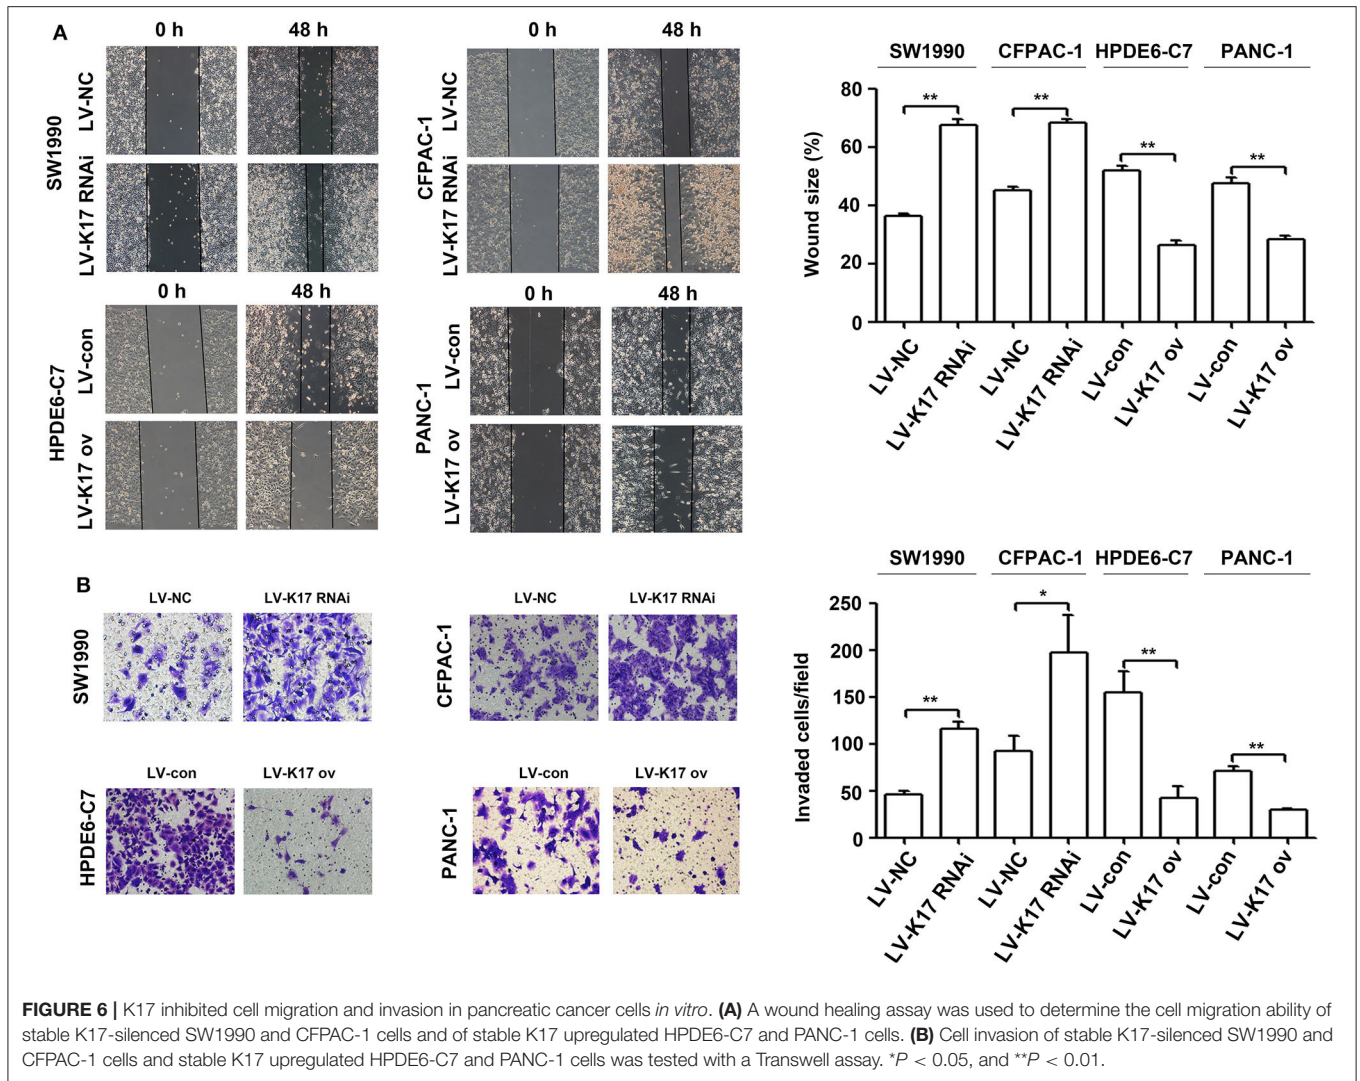 A
0 h
48 h
SW1990
LV-NC
LV-K17 RNAi
0 h
48 h
CFPAC-1
LV-NC
LV-K17 RNAi
0 h
48 h
HPDE6-C7
LV-con
LV-K17 ov
0 h
48 h
PANC-1
LV-con
LV-K17 ov
SW1990 CFPAC-1 HPDE6-C7 PANC-1
Wound size (%)
80
60
40
20
0
** ** ** **
LV-NC
LV-K17 RNAi
LV-NC
LV-K17 RNAi
LV-con
LV-K17 ov
LV-con
LV-K17 ov
B
SW1990
LV-NC
LV-K17 RNAi
CFPAC-1
LV-NC
LV-K17 RNAi
HPDE6-C7
LV-con
LV-K17 ov
PANC-1
LV-con
LV-K17 ov
SW1990 CFPAC-1 HPDE6-C7 PANC-1
Invaded cells/field
250
200
150
100
50
0
** * ** **
LV-NC
LV-K17 RNAi
LV-NC
LV-K17 RNAi
LV-con
LV-K17 ov
LV-con
LV-K17 ov
FIGURE 6 | K17 inhibited cell migration and invasion in pancreatic cancer cells in vitro. (A) A wound healing assay was used to determine the cell migration ability of
stable K17-silenced SW1990 and CFPAC-1 cells and of stable K17 upregulated HPDE6-C7 and PANC-1 cells. (B) Cell invasion of stable K17-silenced SW1990 and
CFPAC-1 cells and stable K17 upregulated HPDE6-C7 and PANC-1 cells was tested with a Transwell assay. *P < 0.05, and **P < 0.01.